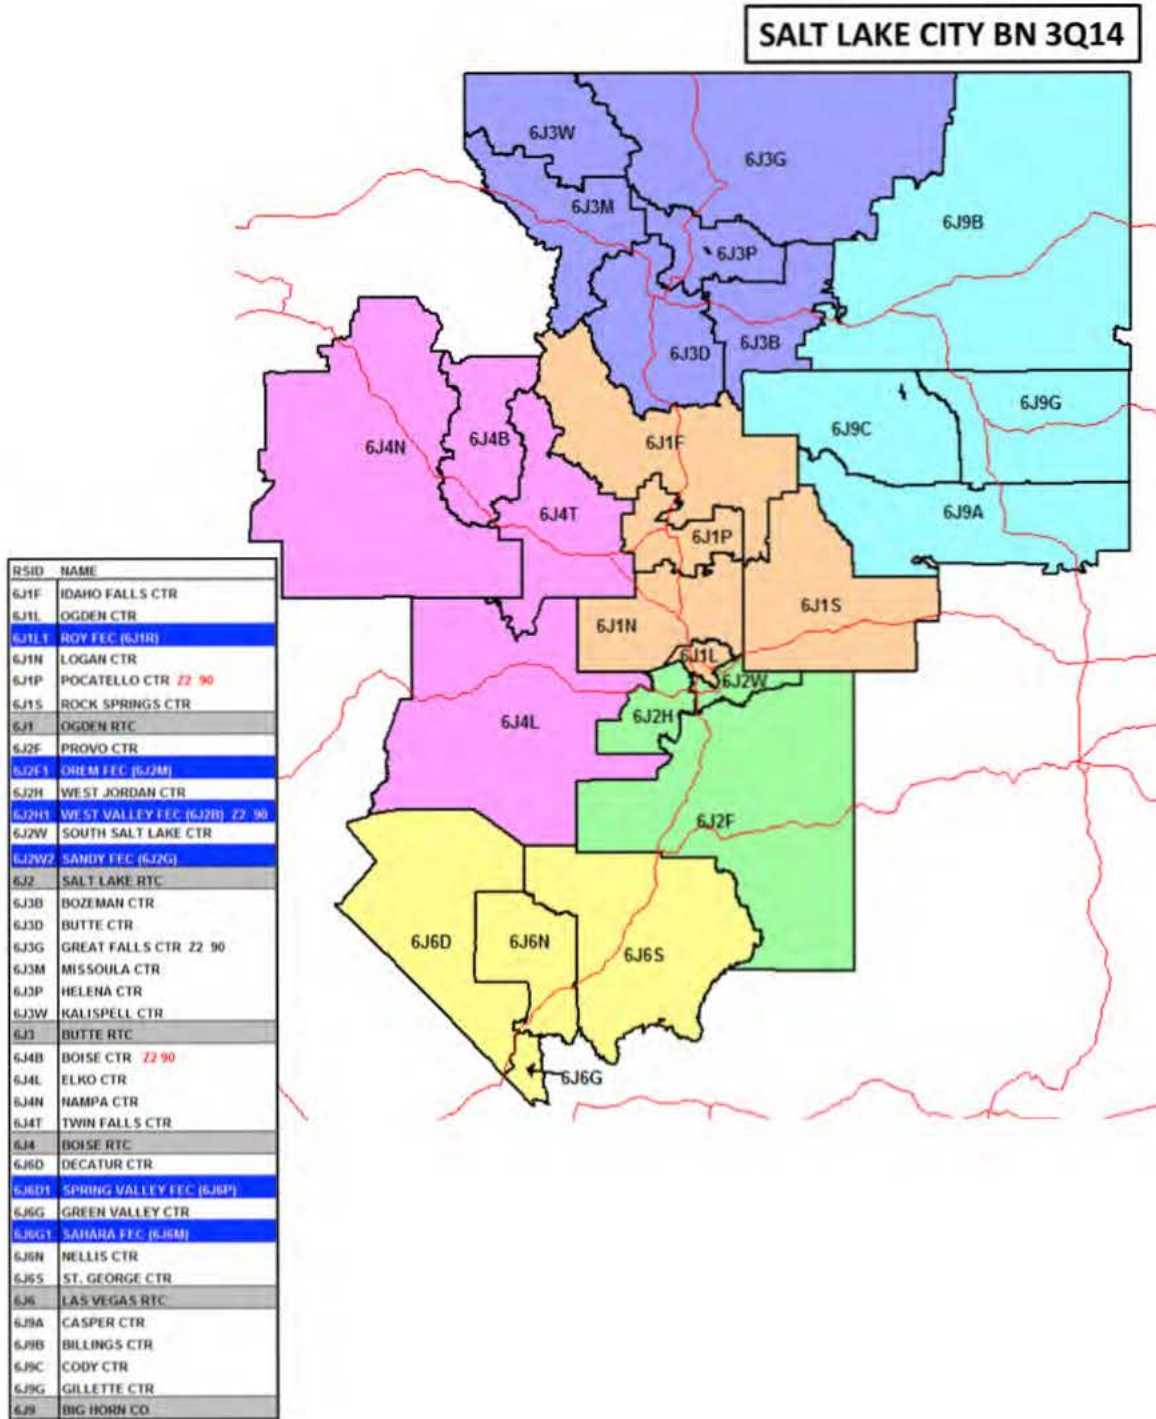 SALT LAKE CITY BN 3Q14
6J3W
6J3G
6J3M
6J9B
6J3P
6J3D
6J3B
6J9G
6J4B
6J4N
6J1F
6J9C
6J4T
6J9A
6J1P
6J1S
6J1N
6J1L
6J2W
6J2H
6J4L
6J2F
6J6D
6J6N
6J6S
6J6G
RSID NAME
6J1F IDAHO FALLS CTR
6J1L OGDEN CTR
6J1L1 ROY FEC (6J1R)
6J1N LOGAN CTR
6J1P POCATELLO CTR Z2 90
6J1S ROCK SPRINGS CTR
6J1 OGDEN RTC
6J2F PROVO CTR
6J2F1 OREM FEC (6J2M)
6J2H WEST JORDAN CTR
6J2H1 WEST VALLEY FEC (6J2B) Z2 90
6J2W SOUTH SALT LAKE CTR
6J2W2 SANDY FEC (6J2G)
6J2 SALT LAKE RTC
6J3B BOZEMAN CTR
6J3D BUTTE CTR
6J3G GREAT FALLS CTR Z2 90
6J3M MISSOULA CTR
6J3P HELENA CTR
6J3W KALISPELL CTR
6J3 BUTTE RTC
6J4B BOISE CTR Z2 90
6J4L ELKO CTR
6J4N NAMPA CTR
6J4T TWIN FALLS CTR
6J4 BOISE RTC
6J6D DECATUR CTR
6J6D1 SPRING VALLEY FEC (6J6P)
6J6G GREEN VALLEY CTR
6J6G1 SAHARA FEC (6J6M)
6J6N NELLIS CTR
6J6S ST. GEORGE CTR
6J6 LAS VEGAS RTC
6J9A CASPER CTR
6J9B BILLINGS CTR
6J9C CODY CTR
6J9G GILLETTE CTR
6J9 BIG HORN CO